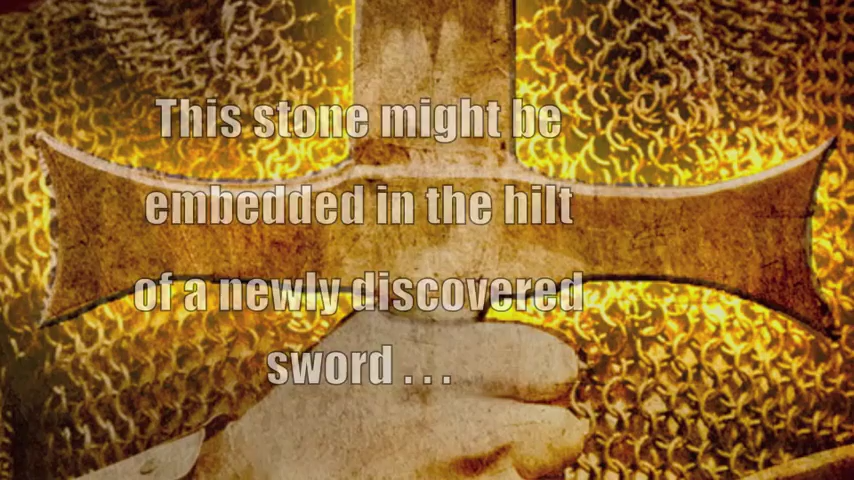 This stone might be
embedded in the hilt
of a newly discovered
sword . . .